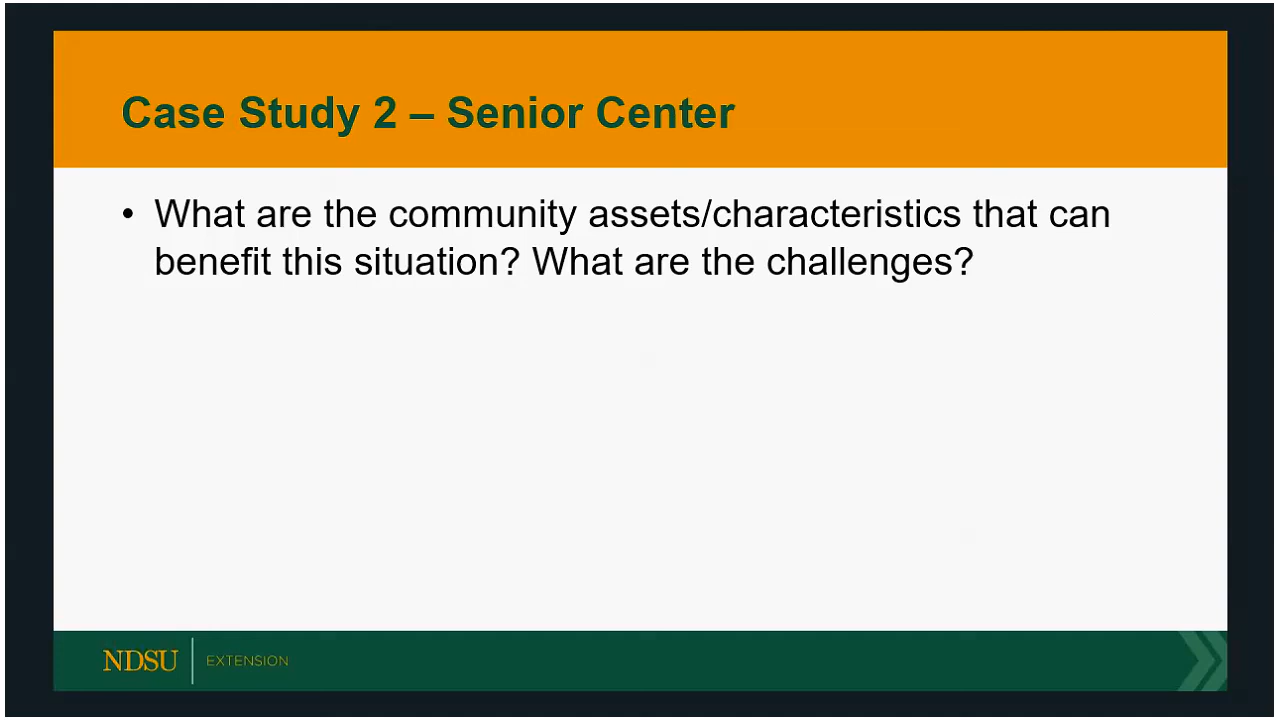 Case Study 2 – Senior Center
• What are the community assets/characteristics that can
benefit this situation? What are the challenges?
NDSU EXTENSION